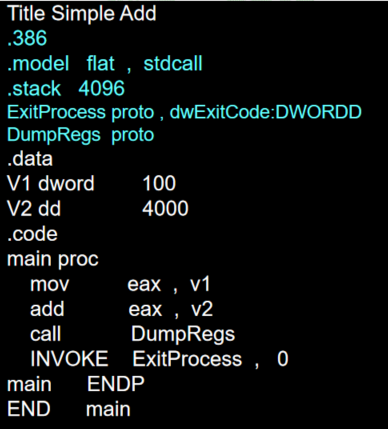 Title Simple Add
.386
.model flat , stdcall
.stack 4096
ExitProcess proto , dwExitCode:DWORDD
DumpRegs proto
.data
V1 dword 100
V2 dd 4000
.code
main proc
mov eax , v1
add eax , v2
call DumpRegs
INVOKE ExitProcess , 0
main ENDP
END main